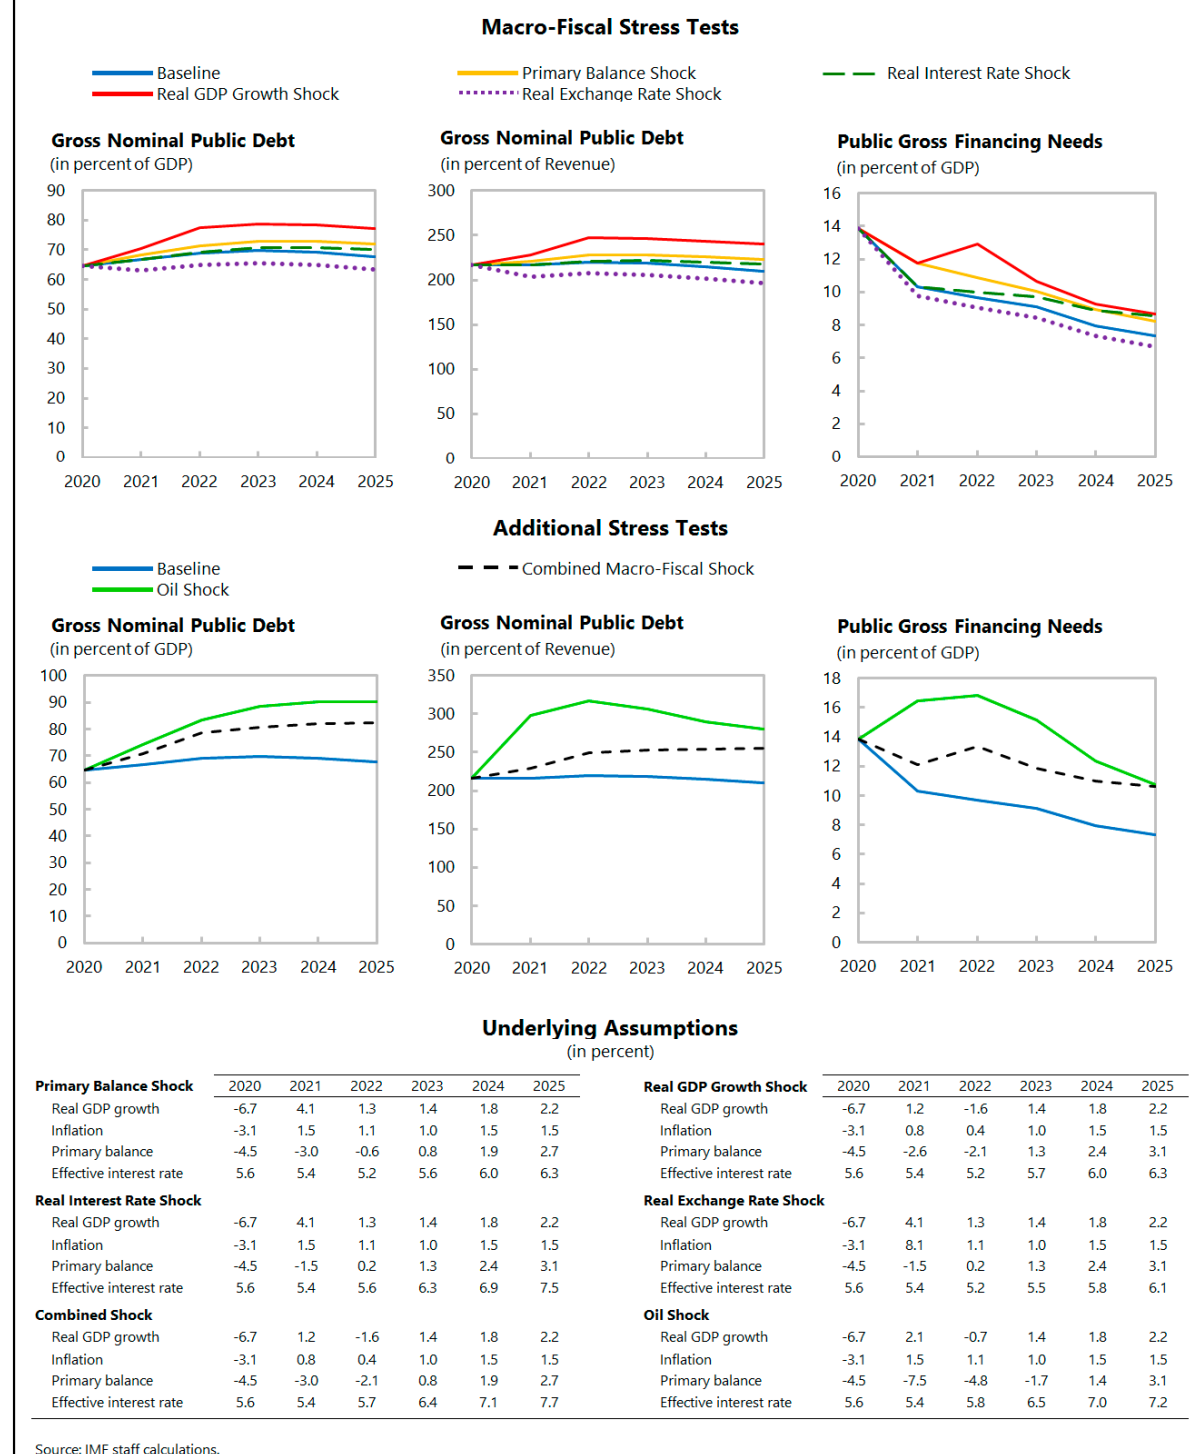 Macro-Fiscal Stress Tests
Baseline
Primary Balance Shock
Real Interest Rate Shock
Real GDP Growth Shock
Real Exchange Rate Shock
Gross Nominal Public Debt
(in percent of GDP)
90
80
70
60
50
40
30
20
10
0
2020 2021 2022 2023 2024 2025
Gross Nominal Public Debt
(in percent of Revenue)
300
250
200
150
100
50
0
2020 2021 2022 2023 2024 2025
Public Gross Financing Needs
(in percent of GDP)
16
14
12
10
8
6
4
2
0
2020 2021 2022 2023 2024 2025
Additional Stress Tests
Baseline
Combined Macro-Fiscal Shock
Oil Shock
Gross Nominal Public Debt
(in percent of GDP)
100
90
80
70
60
50
40
30
20
10
0
2020 2021 2022 2023 2024 2025
Gross Nominal Public Debt
(in percent of Revenue)
350
300
250
200
150
100
50
0
2020 2021 2022 2023 2024 2025
Public Gross Financing Needs
(in percent of GDP)
18
16
14
12
10
8
6
4
2
0
2020 2021 2022 2023 2024 2025
Underlying Assumptions
(in percent)
Primary Balance Shock 2020 2021 2022 2023 2024 2025
Real GDP growth -6.7 4.1 1.3 1.4 1.8 2.2
Inflation -3.1 1.5 1.1 1.0 1.5 1.5
Primary balance -4.5 -3.0 -0.6 0.8 1.9 2.7
Effective interest rate 5.6 5.4 5.2 5.6 6.0 6.3
Real Interest Rate Shock
Real GDP growth -6.7 4.1 1.3 1.4 1.8 2.2
Inflation -3.1 1.5 1.1 1.0 1.5 1.5
Primary balance -4.5 -1.5 0.2 1.3 2.4 3.1
Effective interest rate 5.6 5.4 5.6 6.3 6.9 7.5
Combined Shock
Real GDP growth -6.7 1.2 -1.6 1.4 1.8 2.2
Inflation -3.1 0.8 0.4 1.0 1.5 1.5
Primary balance -4.5 -3.0 -2.1 0.8 1.9 2.7
Effective interest rate 5.6 5.4 5.7 6.4 7.1 7.7
Real GDP Growth Shock 2020 2021 2022 2023 2024 2025
Real GDP growth -6.7 1.2 -1.6 1.4 1.8 2.2
Inflation -3.1 0.8 0.4 1.0 1.5 1.5
Primary balance -4.5 -2.6 -2.1 1.3 2.4 3.1
Effective interest rate 5.6 5.4 5.2 5.7 6.0 6.3
Real Exchange Rate Shock
Real GDP growth -6.7 4.1 1.3 1.4 1.8 2.2
Inflation -3.1 8.1 1.1 1.0 1.5 1.5
Primary balance -4.5 -1.5 0.2 1.3 2.4 3.1
Effective interest rate 5.6 5.4 5.2 5.5 5.8 6.1
Oil Shock
Real GDP growth -6.7 2.1 -0.7 1.4 1.8 2.2
Inflation -3.1 1.5 1.1 1.0 1.5 1.5
Primary balance -4.5 -7.5 -4.8 -1.7 1.4 3.1
Effective interest rate 5.6 5.4 5.8 6.5 7.0 7.2
Source: IMF staff calculations.